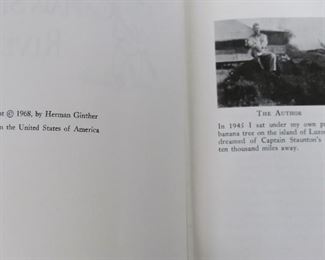 © 1968, by Herman Ginther
in the United States of America
THE AUTHOR
In 1945 I sat under my own
banana tree on the island of
dreamed of Captain Staunton's
ten thousand miles away.